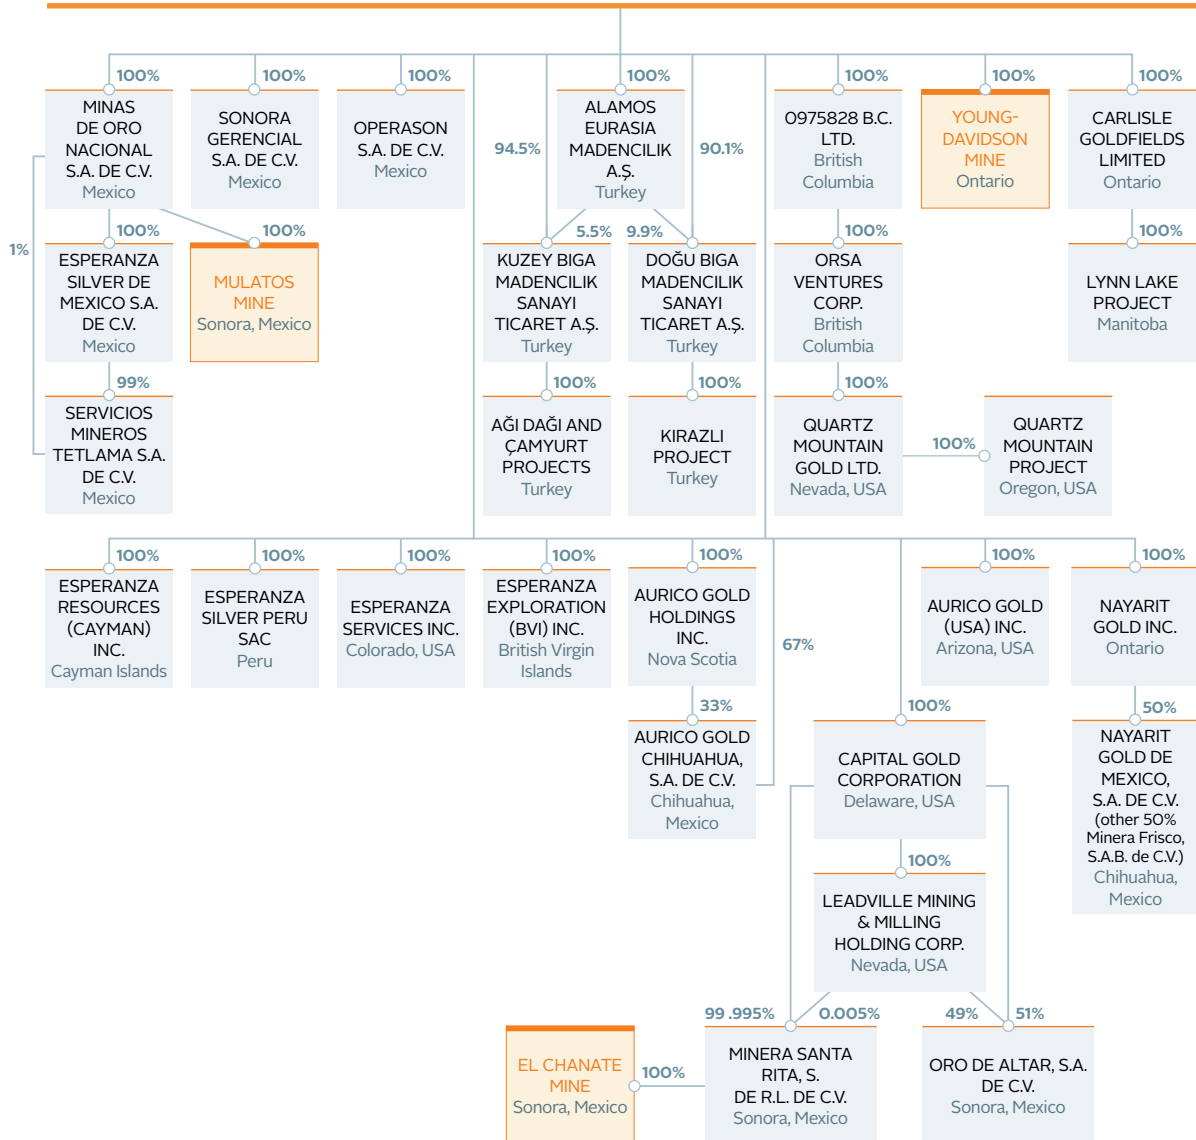 100%
100%
100%
100%
100%
100%
100%
MINAS
DE ORO
NACIONAL
S.A. DE C.V.
Mexico
SONORA
GERENCIAL
S.A. DE C.V.
Mexico
OPERASON
S.A. DE C.V.
Mexico
94.5%
ALAMOS
EURASIA
MADENCILIK
A.Ş.
Turkey
90.1%
0975828 B.C.
LTD.
British
Columbia
YOUNG-
DAVIDSON
MINE
Ontario
CARLISLE
GOLDFIELDS
LIMITED
Ontario
1%
100%
100%
5.5%
9.9%
100%
100%
ESPERANZA
SILVER DE
MEXICO S.A.
DE C.V.
Mexico
MULATOS
MINE
Sonora, Mexico
KUZEY BIGA
MADENCILIK
SANAYI
TICARET A.Ş.
Turkey
DOĞU BIGA
MADENCILIK
SANAYI
TICARET A.Ş.
Turkey
ORSA
VENTURES
CORP.
British
Columbia
LYNN LAKE
PROJECT
Manitoba
99%
100%
100%
100%
SERVICIOS
MINEROS
TETLAMA S.A.
DE C.V.
Mexico
AĞI DAĞI AND
ÇAMYURT
PROJECTS
Turkey
KIRAZLI
PROJECT
Turkey
QUARTZ
MOUNTAIN
GOLD LTD.
Nevada, USA
100%
QUARTZ
MOUNTAIN
PROJECT
Oregon, USA
100%
100%
100%
100%
100%
100%
100%
ESPERANZA
RESOURCES
(CAYMAN)
INC.
Cayman Islands
ESPERANZA
SILVER PERU
SAC
Peru
ESPERANZA
SERVICES INC.
Colorado, USA
ESPERANZA
EXPLORATION
(BVI) INC.
British Virgin
Islands
AURICO GOLD
HOLDINGS
INC.
Nova Scotia
67%
AURICO GOLD
(USA) INC.
Arizona, USA
NAYARIT
GOLD INC.
Ontario
33%
100%
50%
AURICO GOLD
CHIHUAHUA,
S.A. DE C.V.
Chihuahua,
Mexico
CAPITAL GOLD
CORPORATION
Delaware, USA
NAYARIT
GOLD DE
MEXICO,
S.A. DE C.V.
(other 50%
Minera Frisco,
S.A.B. de C.V.)
Chihuahua,
Mexico
100%
LEADVILLE MINING
& MILLING
HOLDING CORP.
Nevada, USA
99 .995%
0.005%
49%
51%
EL CHANATE
MINE
Sonora, Mexico
100%
MINERA SANTA
RITA, S.
DE R.L. DE C.V.
Sonora, Mexico
ORO DE ALTAR, S.A.
DE C.V.
Sonora, Mexico